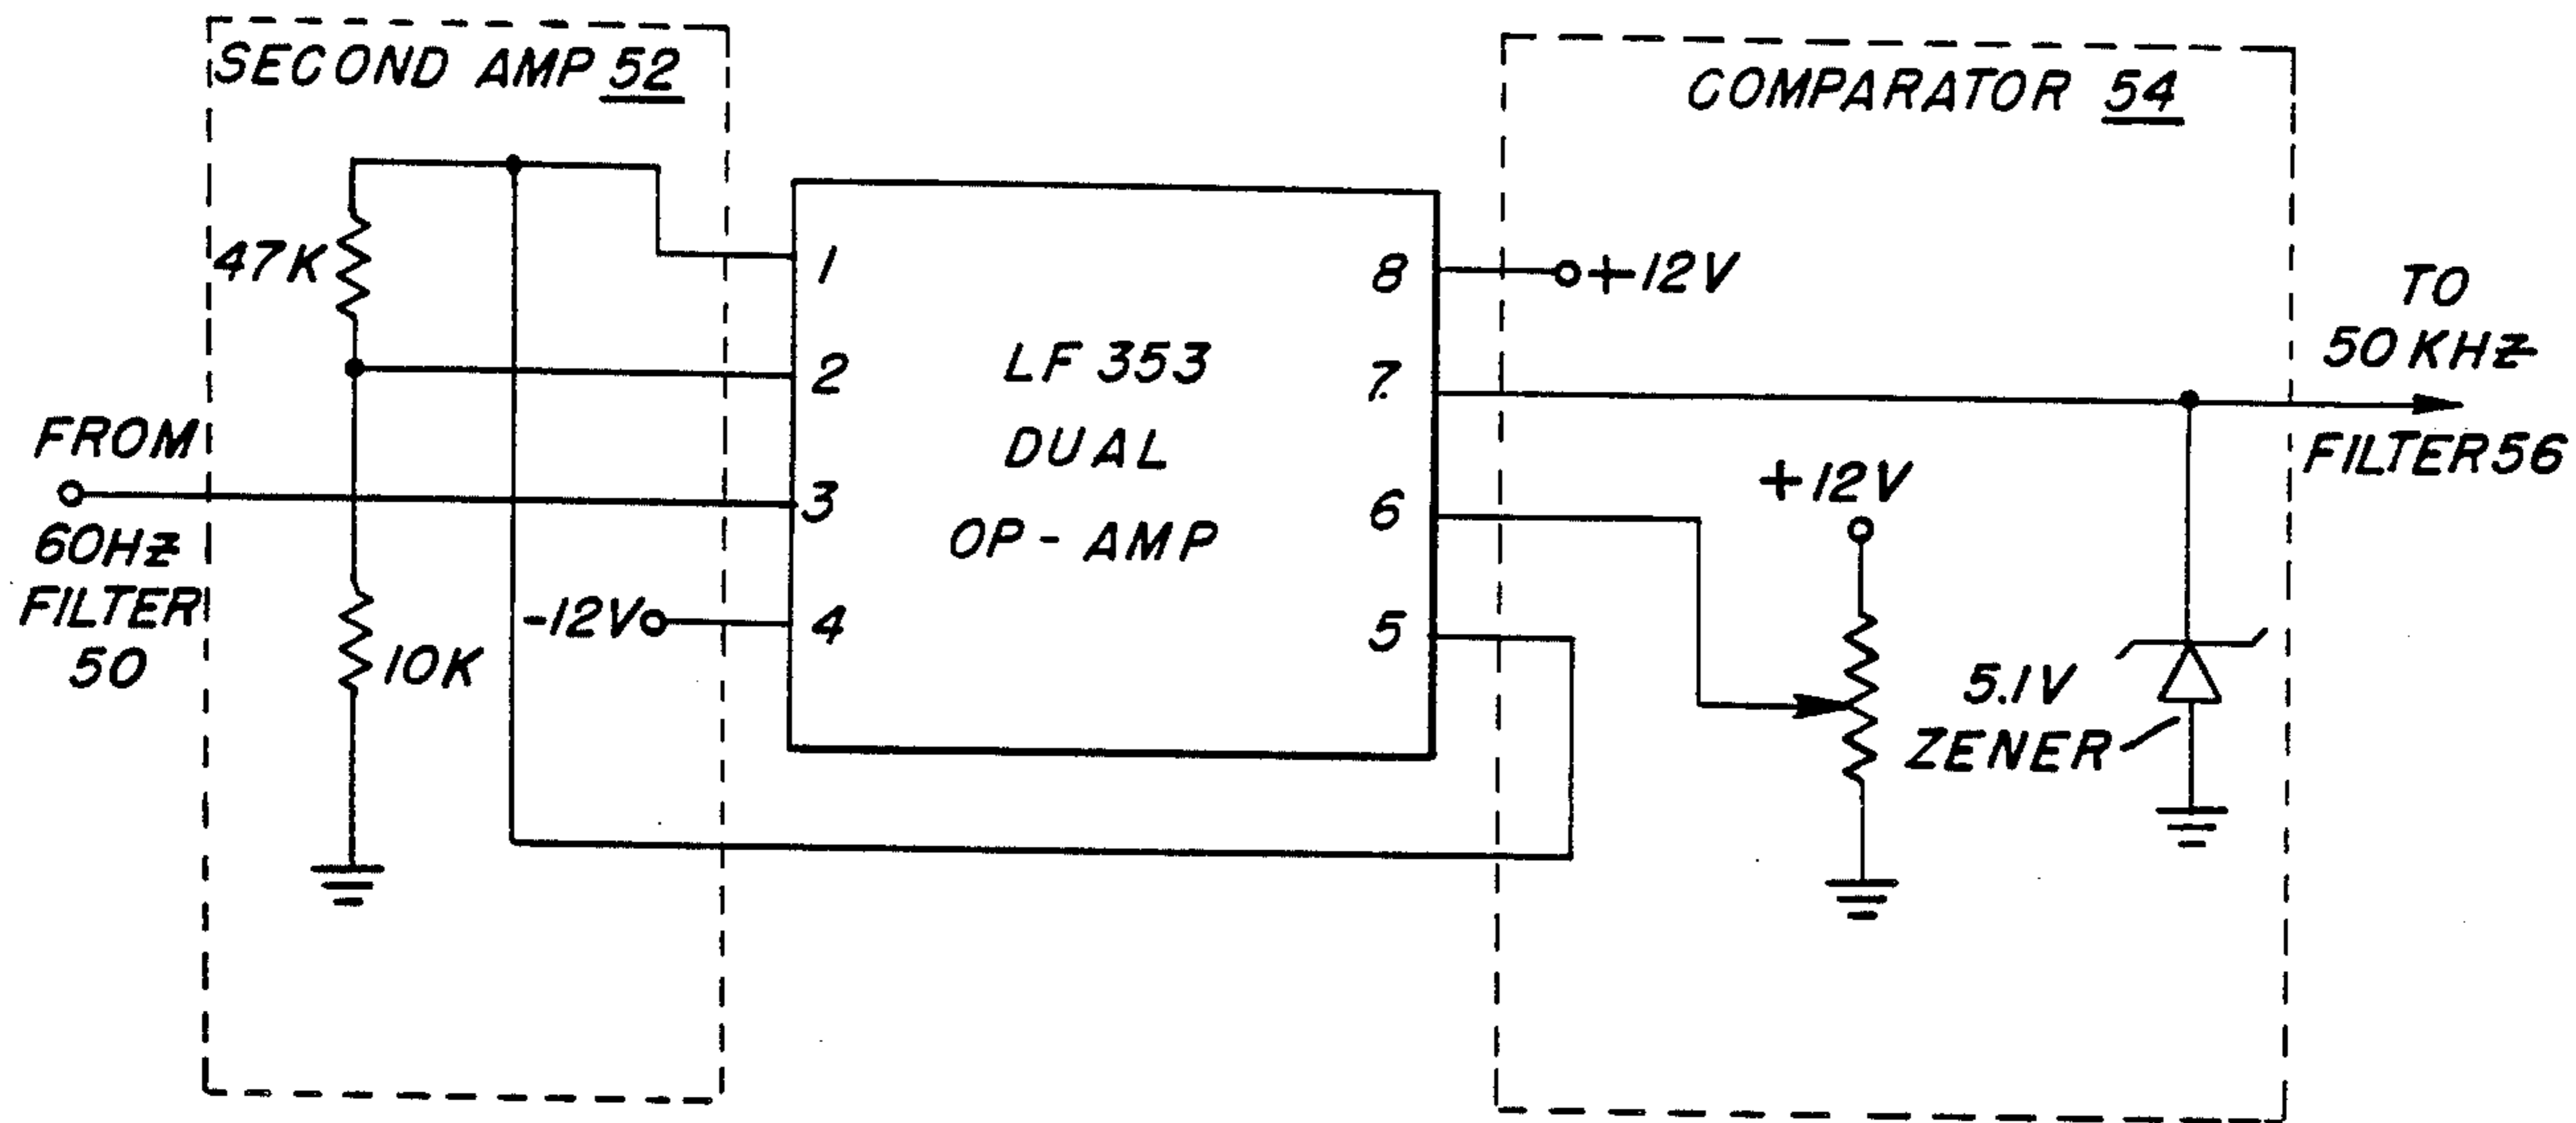 SECOND AMP 52
COMPARATOR 54
47K
1
8
+12V
TO
50 KHz
2
LF 353
DUAL
OP-AMP
7
FROM
60Hz
FILTER
50
3
6
+12V
FILTER 56
-12V
4
5
10K
5.1V
ZENER